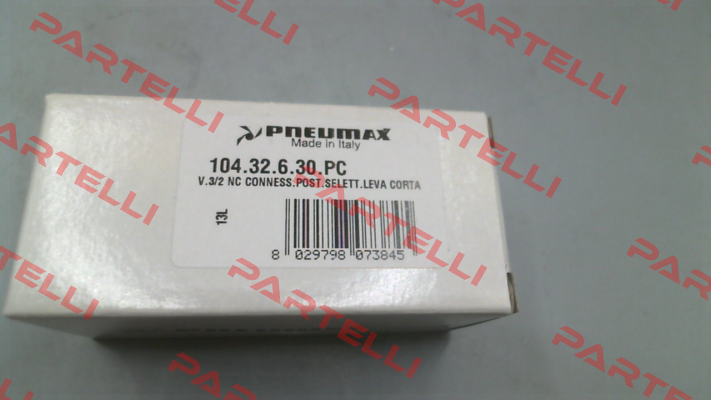 PNEUMAX
Made in Italy
104.32.6.30.PC
V.3/2 NC CONNESS.POST.SELETT.LEVA CORTA
13L
8 029798 073845
PARTELLI
PARTELLI
PARTELLI
PARTELLI
PARTELLI
PARTELLI
PARTELLI
PARTELLI
PARTELLI